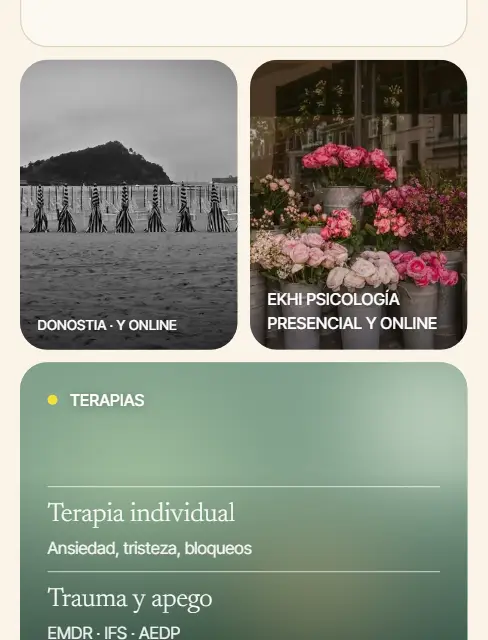 DONOSTIA · Y ONLINE
EKHI PSICOLOGÍA
PRESENCIAL Y ONLINE
TERAPIAS
Terapia individual
Ansiedad, tristeza, bloqueos
Trauma y apego
EMDR · IFS · AEDP